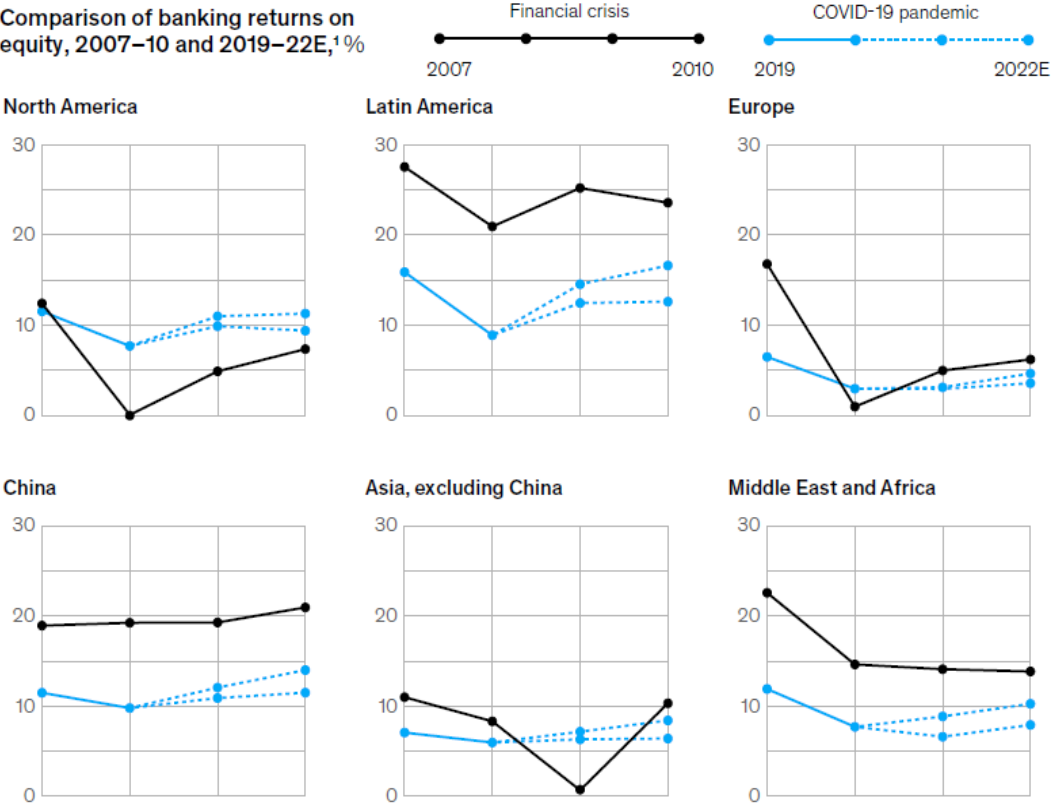 Comparison of banking returns on
equity, 2007–10 and 2019–22E,¹ %
Financial crisis
2007 2010
COVID-19 pandemic
2019 2022E
North America
30
20
10
0
Latin America
30
20
10
0
Europe
30
20
10
0
China
30
20
10
0
Asia, excluding China
30
20
10
0
Middle East and Africa
30
20
10
0